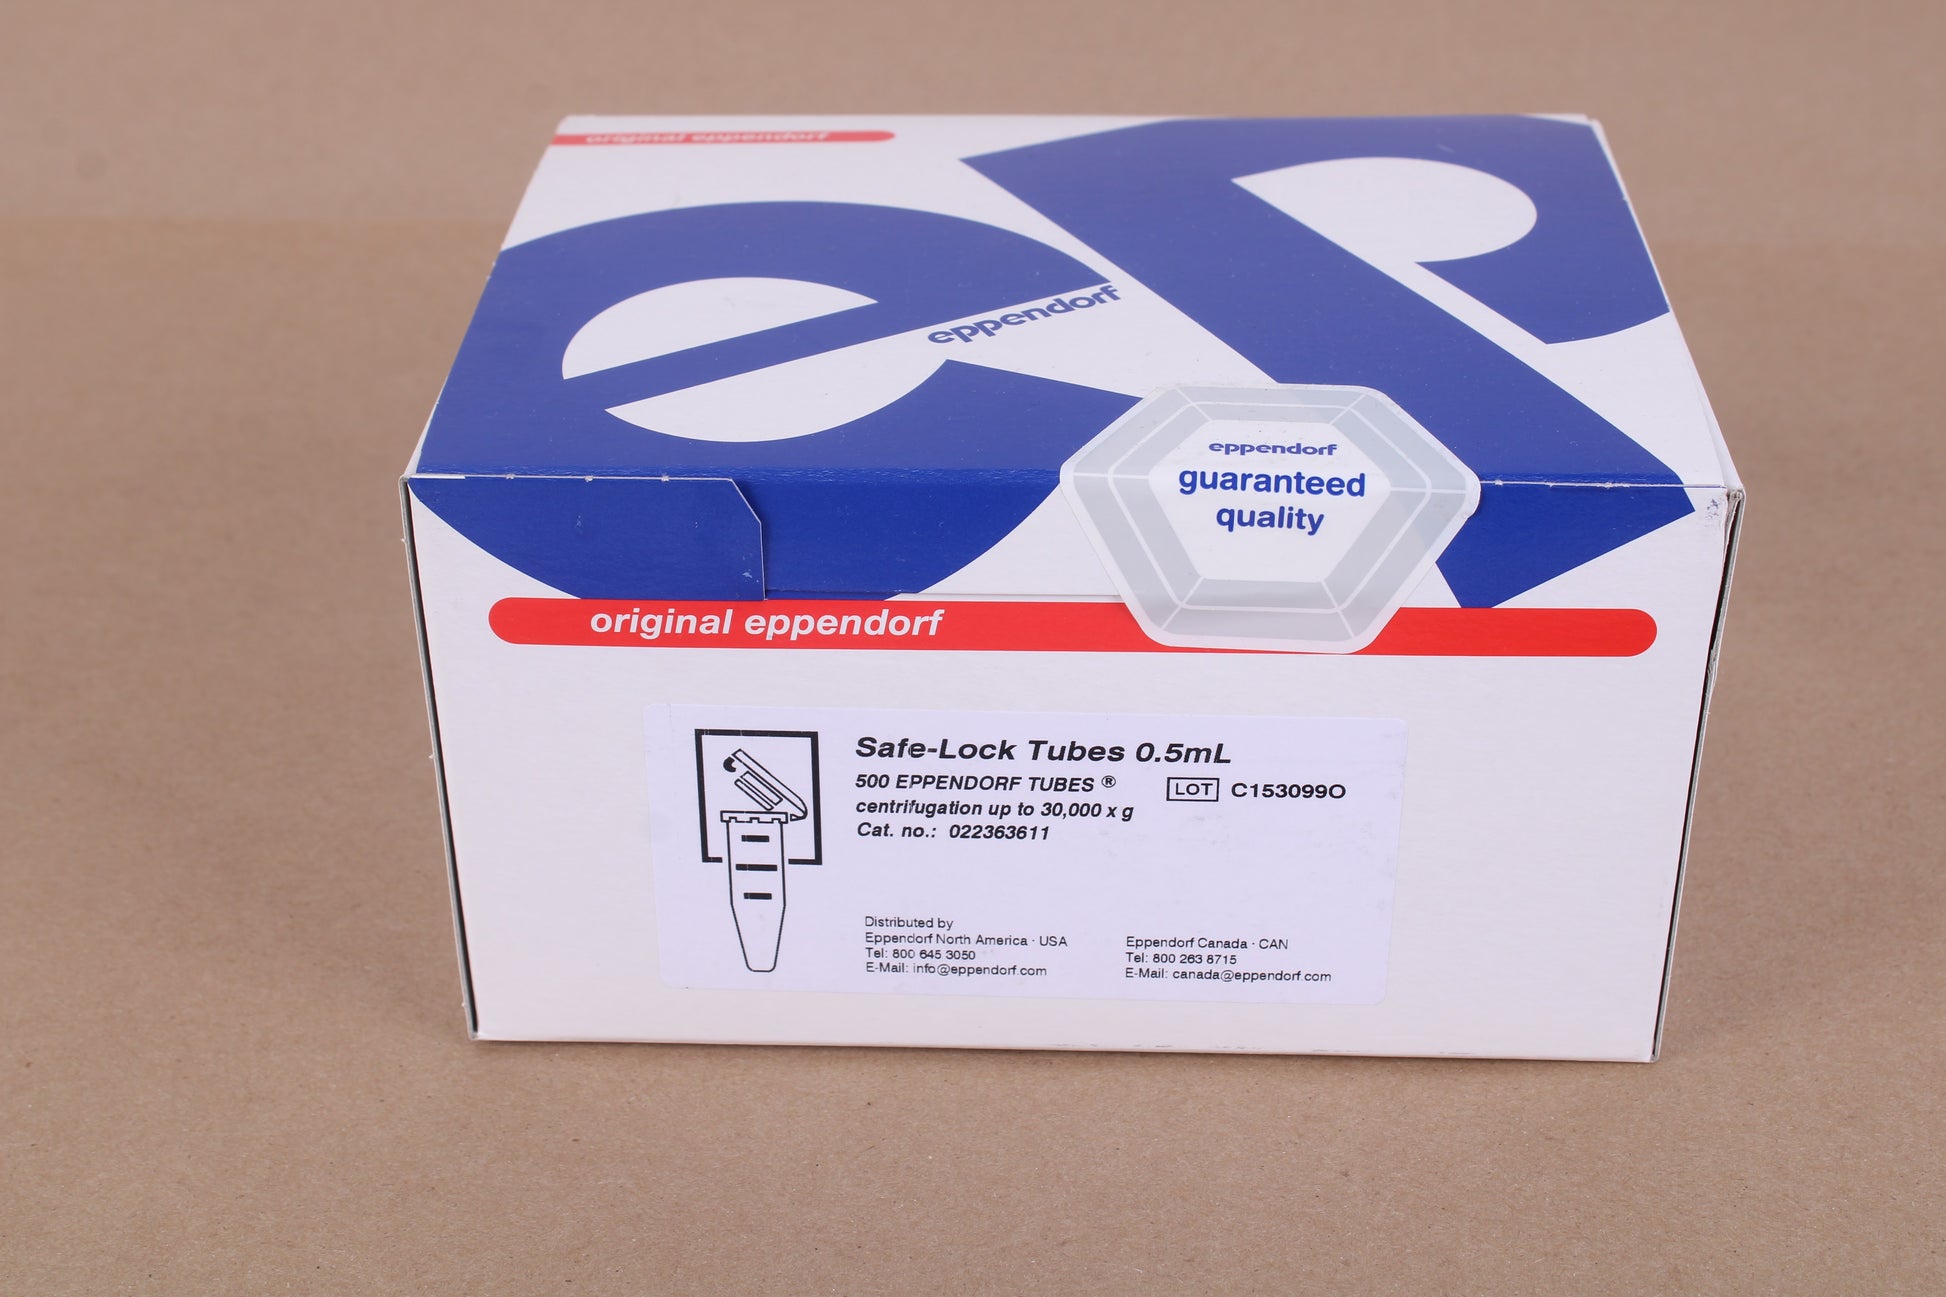 original eppendorf
eppendorf
eppendorf
guaranteed
quality
original eppendorf
Safe-Lock Tubes 0.5mL
500 EPPENDORF TUBES ®
LOT C153099O
centrifugation up to 30,000 x g
Cat. no.: 022363611
Distributed by
Eppendorf North America · USA
Tel: 800 645 3050
E-Mail: info@eppendorf.com
Eppendorf Canada · CAN
Tel: 800 263 8715
E-Mail: canada@eppendorf.com